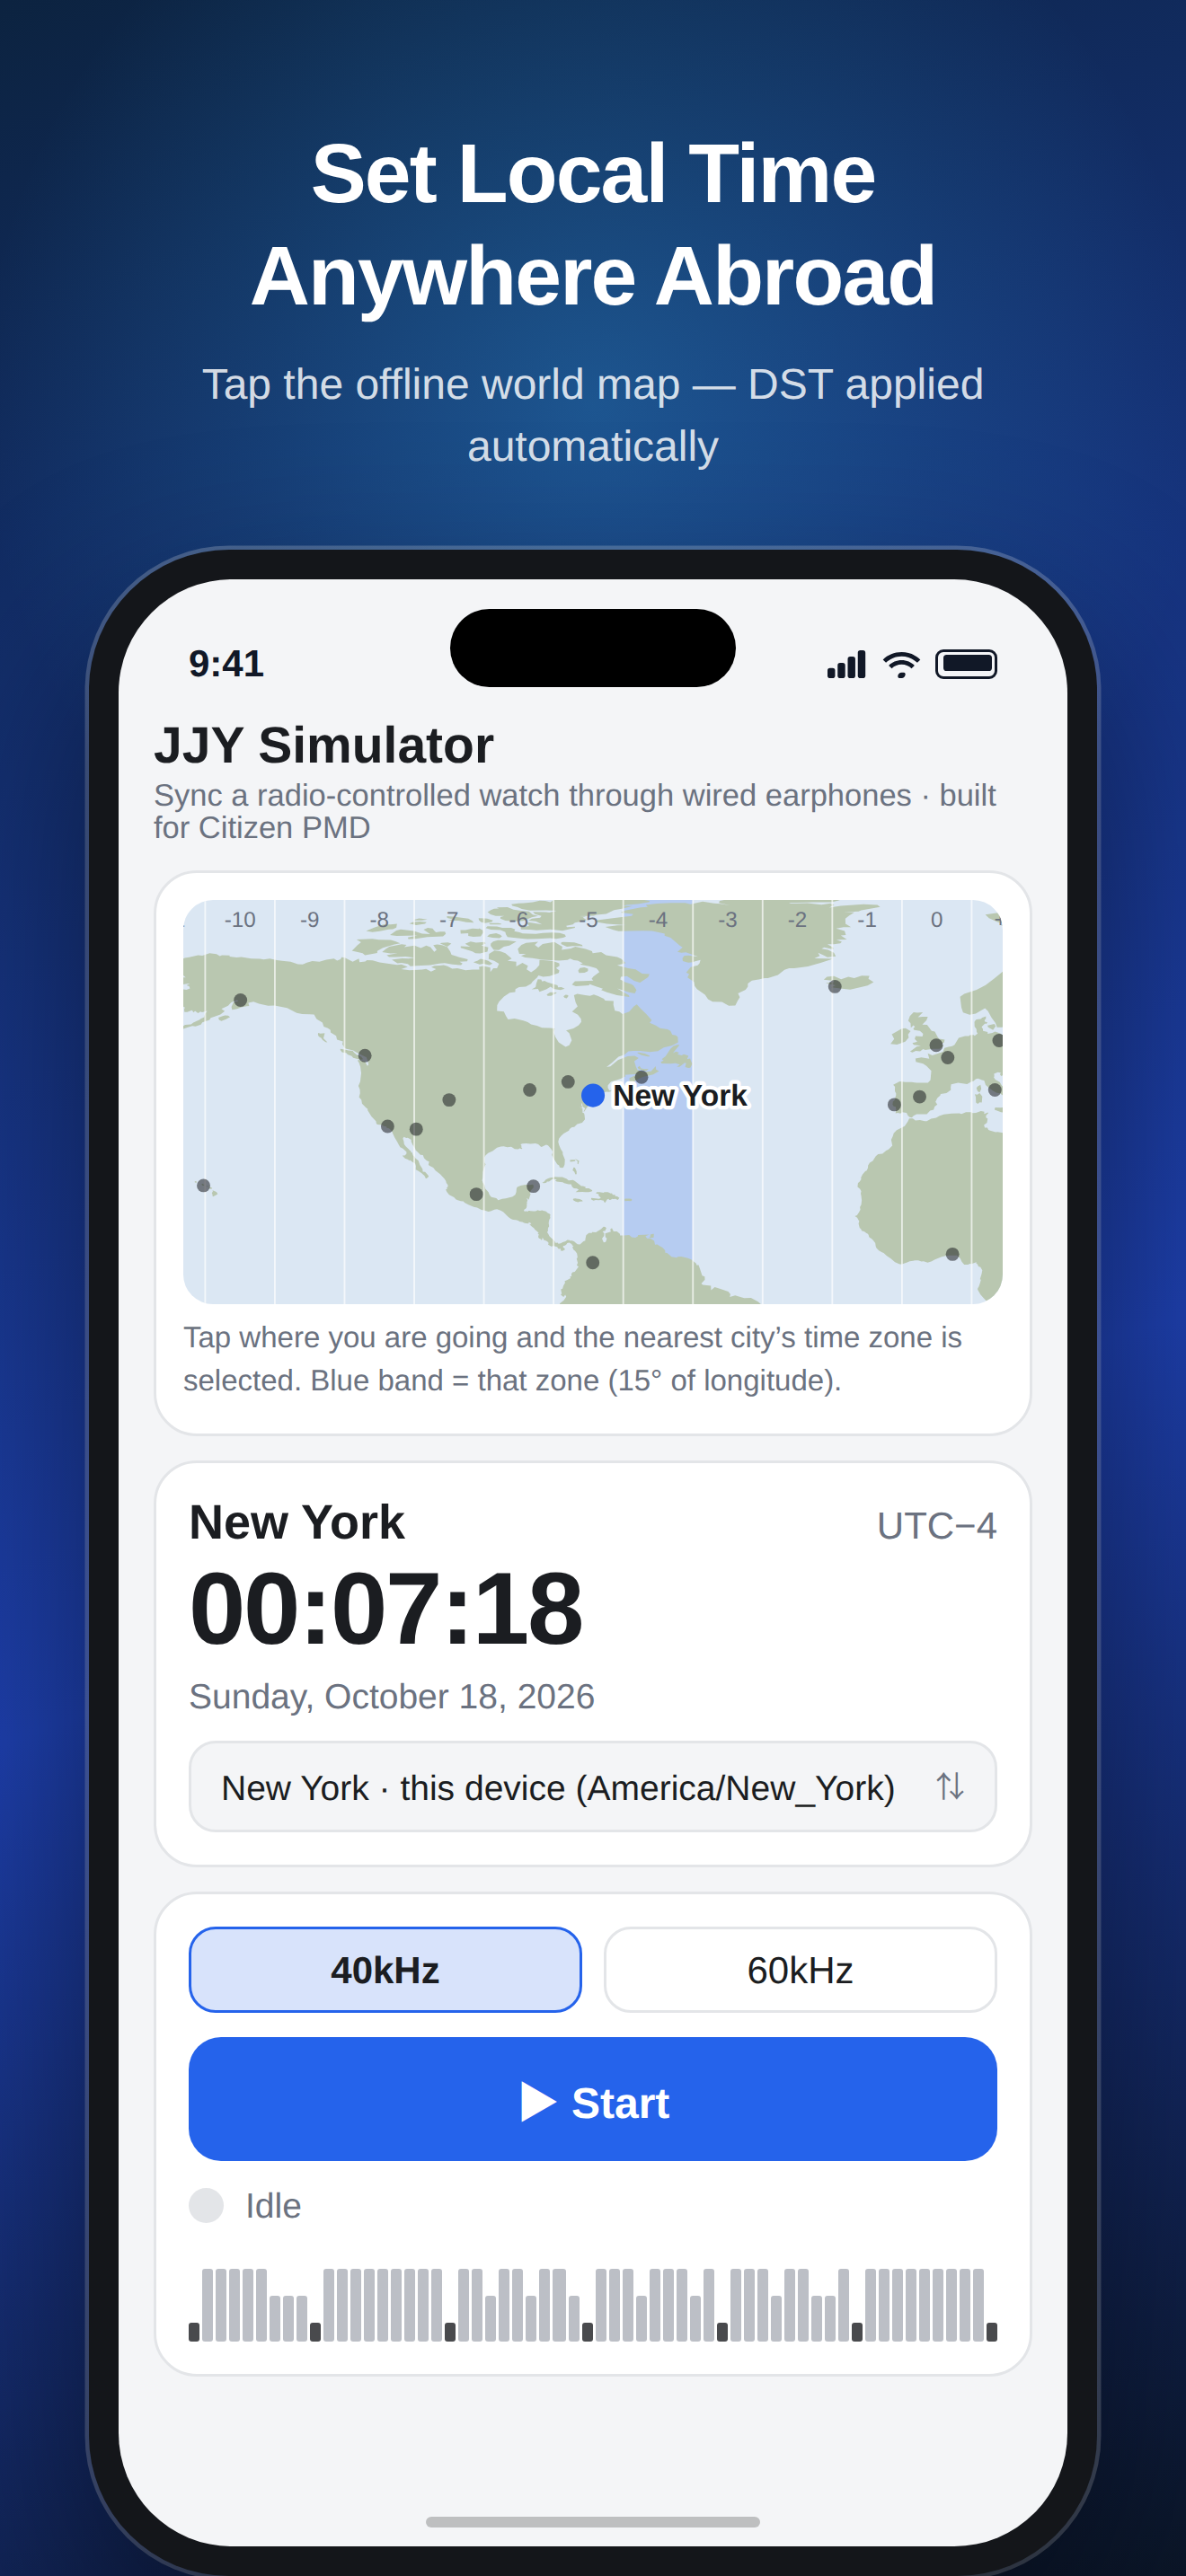 Set Local Time
Anywhere Abroad
Tap the offline world map — DST applied
automatically
9:41
JJY Simulator
Sync a radio-controlled watch through wired earphones · built
for Citizen PMD
-10 -9 -8 -7 -6 -5 -4 -3 -2 -1 0
New York
Tap where you are going and the nearest city’s time zone is
selected. Blue band = that zone (15° of longitude).
New York UTC−4
00:07:18
Sunday, October 18, 2026
New York · this device (America/New_York)
40kHz 60kHz
Start
Idle